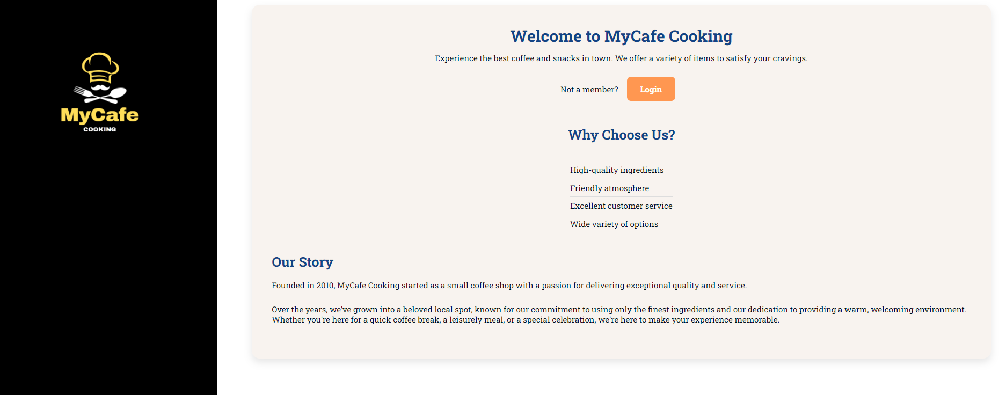 MyCafe
COOKING
Welcome to MyCafe Cooking
Experience the best coffee and snacks in town. We offer a variety of items to satisfy your cravings.
Not a member? Login
Why Choose Us?
High-quality ingredients
Friendly atmosphere
Excellent customer service
Wide variety of options
Our Story
Founded in 2010, MyCafe Cooking started as a small coffee shop with a passion for delivering exceptional quality and service.
Over the years, we've grown into a beloved local spot, known for our commitment to using only the finest ingredients and our dedication to providing a warm, welcoming environment.
Whether you're here for a quick coffee break, a leisurely meal, or a special celebration, we're here to make your experience memorable.